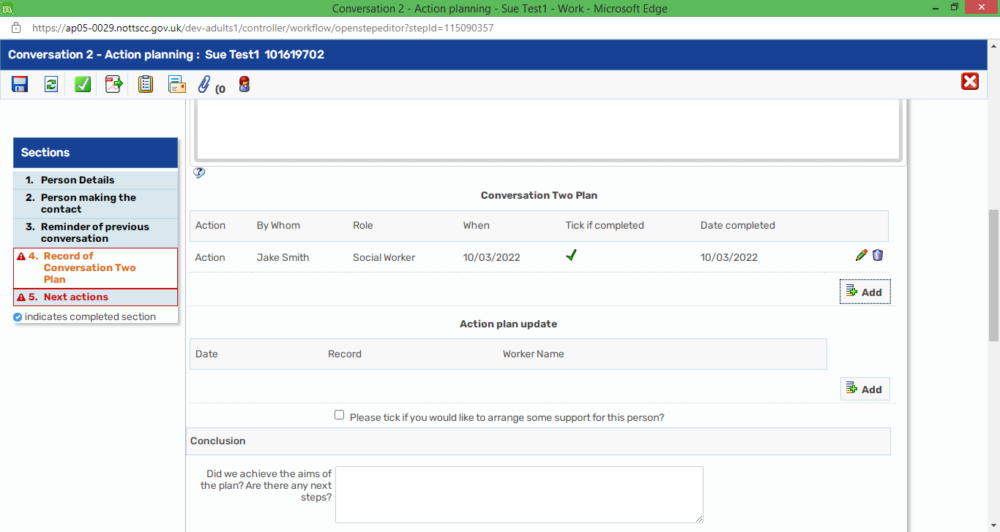 Conversation 2 - Action planning - Sue Test1 - Work - Microsoft Edge
https://ap05-0029.nottscc.gov.uk/dev-adults1/controller/workflow/openstepeditor?stepId=115090357
Conversation 2 - Action planning : Sue Test1 101619702
(0
Sections
1. Person Details
2. Person making the
contact
3. Reminder of previous
conversation
4. Record of
Conversation Two
Plan
5. Next actions
indicates completed section
Conversation Two Plan
Action By Whom Role When Tick if completed Date completed
Action Jake Smith Social Worker 10/03/2022 10/03/2022
Add
Action plan update
Date Record Worker Name
Add
Please tick if you would like to arrange some support for this person?
Conclusion
Did we achieve the aims of
the plan? Are there any next
steps?